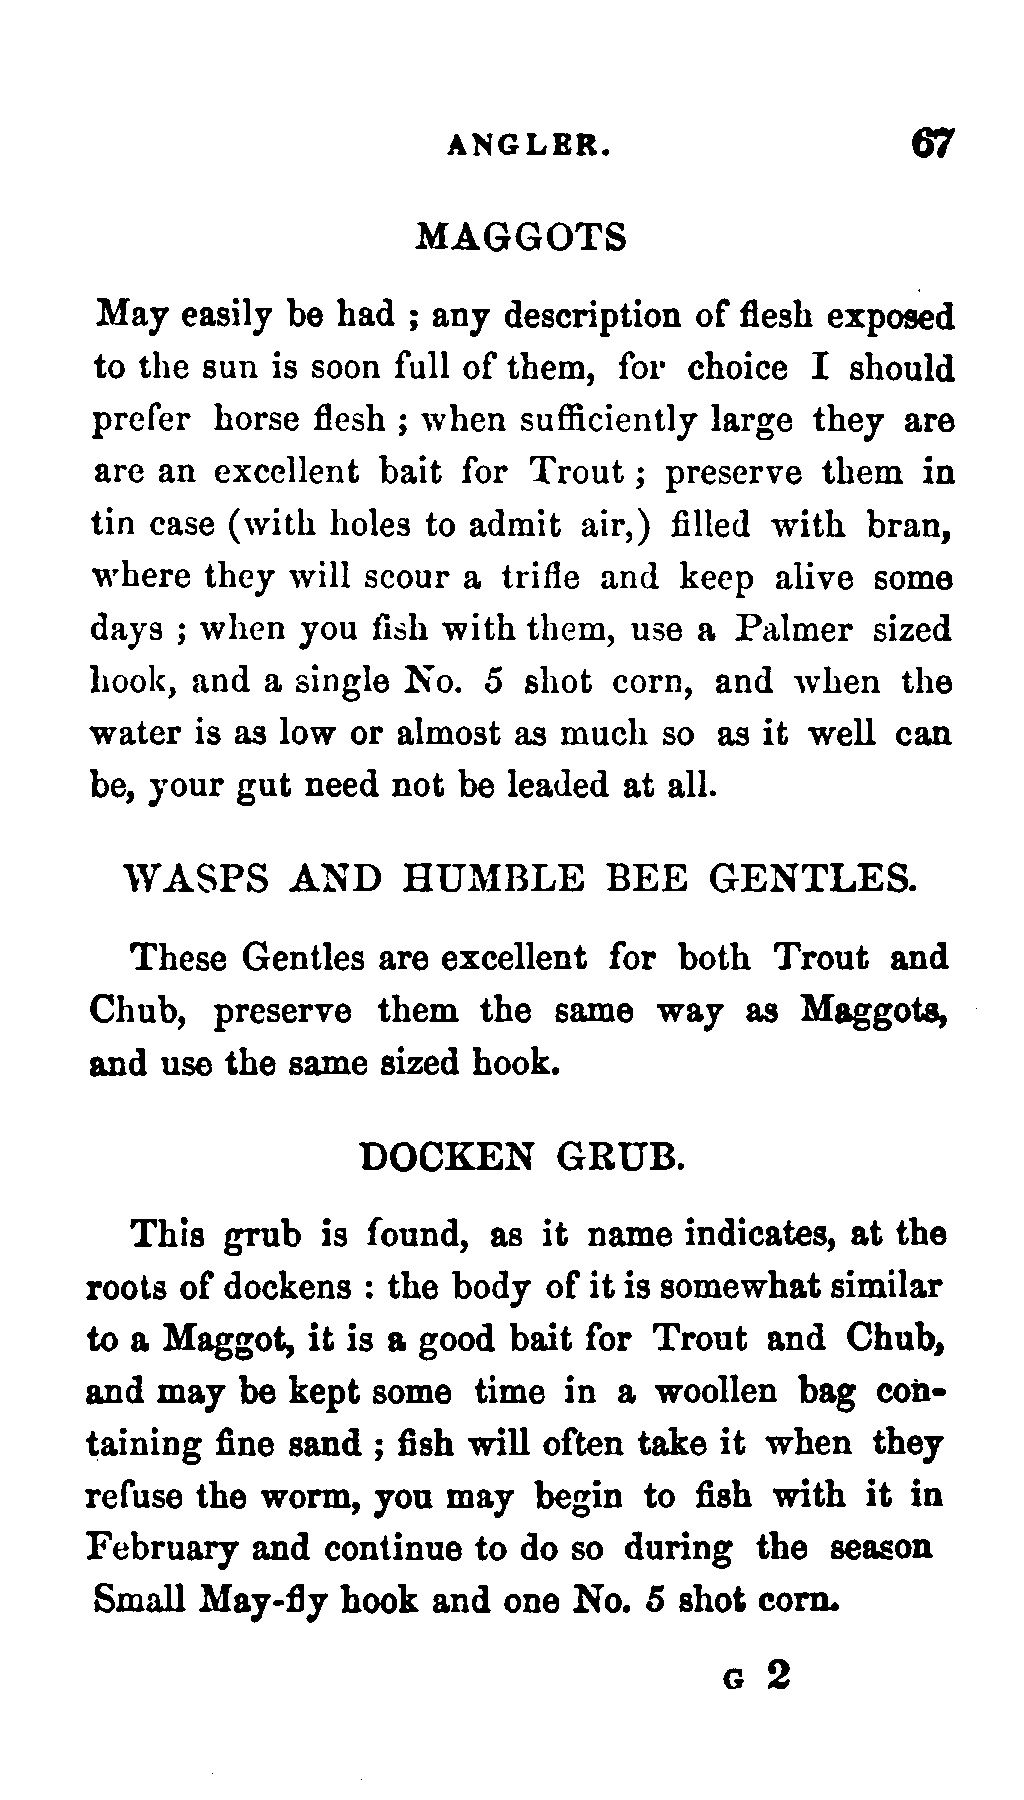 ANGLER. 67
MAGGOTS
May easily be had ; any description of flesh exposed
to the sun is soon full of them, for choice I should
prefer horse flesh ; when sufficiently large they are
are an excellent bait for Trout ; preserve them in
tin case (with holes to admit air,) filled with bran,
where they will scour a trifle and keep alive some
days ; when you fish with them, use a Palmer sized
hook, and a single No. 5 shot corn, and when the
water is as low or almost as much so as it well can
be, your gut need not be leaded at all.
WASPS AND HUMBLE BEE GENTLES.
These Gentles are excellent for both Trout and
Chub, preserve them the same way as Maggots,
and use the same sized hook.
DOCKEN GRUB.
This grub is found, as it name indicates, at the
roots of dockens : the body of it is somewhat similar
to a Maggot, it is a good bait for Trout and Chub,
and may be kept some time in a woollen bag con-
taining fine sand ; fish will often take it when they
refuse the worm, you may begin to fish with it in
February and continue to do so during the season
Small May-fly hook and one No. 5 shot corn.
G 2